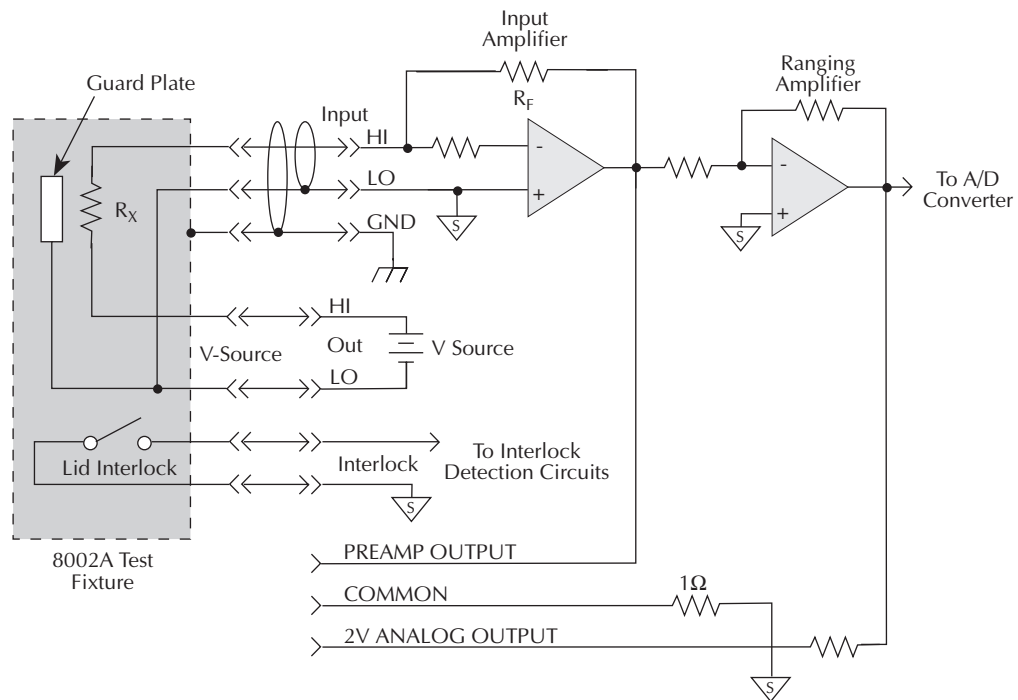 Input
Amplifier
Guard Plate
Ranging
Amplifier
Input
R_F
HI
-
+
LO
S
GND
R_X
-
+
S
To A/D
Converter
HI
V-Source
Out
V Source
LO
Lid Interlock
Interlock
To Interlock
Detection Circuits
S
8002A Test
Fixture
PREAMP OUTPUT
COMMON
1Ω
2V ANALOG OUTPUT
S